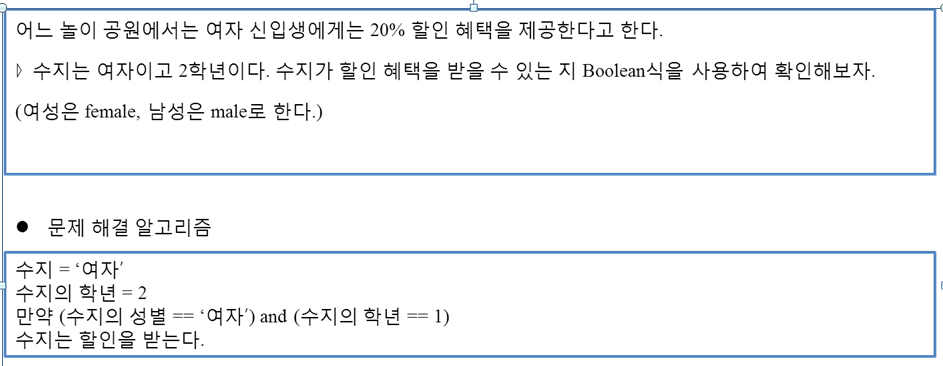 어느 놀이 공원에서는 여자 신입생에게는 20% 할인 혜택을 제공한다고 한다.
수지는 여자이고 2학년이다. 수지가 할인 혜택을 받을 수 있는 지 Boolean식을 사용하여 확인해보자.
(여성은 female, 남성은 male로 한다.)
● 문제 해결 알고리즘
수지 = ‘여자’
수지의 학년 = 2
만약 (수지의 성별 == ‘여자’) and (수지의 학년 == 1)
수지는 할인을 받는다.